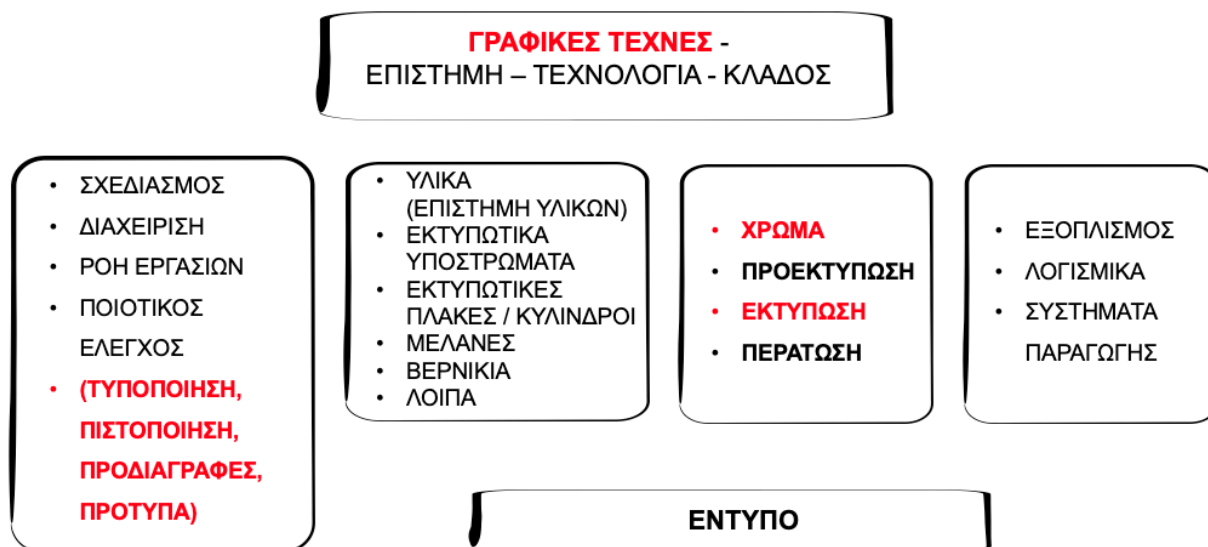 ΓΡΑΦΙΚΕΣ ΤΕΧΝΕΣ -
ΕΠΙΣΤΗΜΗ – ΤΕΧΝΟΛΟΓΙΑ - ΚΛΑΔΟΣ
• ΣΧΕΔΙΑΣΜΟΣ
• ΔΙΑΧΕΙΡΙΣΗ
• ΡΟΗ ΕΡΓΑΣΙΩΝ
• ΠΟΙΟΤΙΚΟΣ
ΕΛΕΓΧΟΣ
• (ΤΥΠΟΠΟΙΗΣΗ,
ΠΙΣΤΟΠΟΙΗΣΗ,
ΠΡΟΔΙΑΓΡΑΦΕΣ,
ΠΡΟΤΥΠΑ)
• ΥΛΙΚΑ
(ΕΠΙΣΤΗΜΗ ΥΛΙΚΩΝ)
• ΕΚΤΥΠΩΤΙΚΑ
ΥΠΟΣΤΡΩΜΑΤΑ
• ΕΚΤΥΠΩΤΙΚΕΣ
ΠΛΑΚΕΣ / ΚΥΛΙΝΔΡΟΙ
• ΜΕΛΑΝΕΣ
• ΒΕΡΝΙΚΙΑ
• ΛΟΙΠΑ
• ΧΡΩΜΑ
• ΠΡΟΕΚΤΥΠΩΣΗ
• ΕΚΤΥΠΩΣΗ
• ΠΕΡΑΤΩΣΗ
• ΕΞΟΠΛΙΣΜΟΣ
• ΛΟΓΙΣΜΙΚΑ
• ΣΥΣΤΗΜΑΤΑ
ΠΑΡΑΓΩΓΗΣ
ΕΝΤΥΠΟ